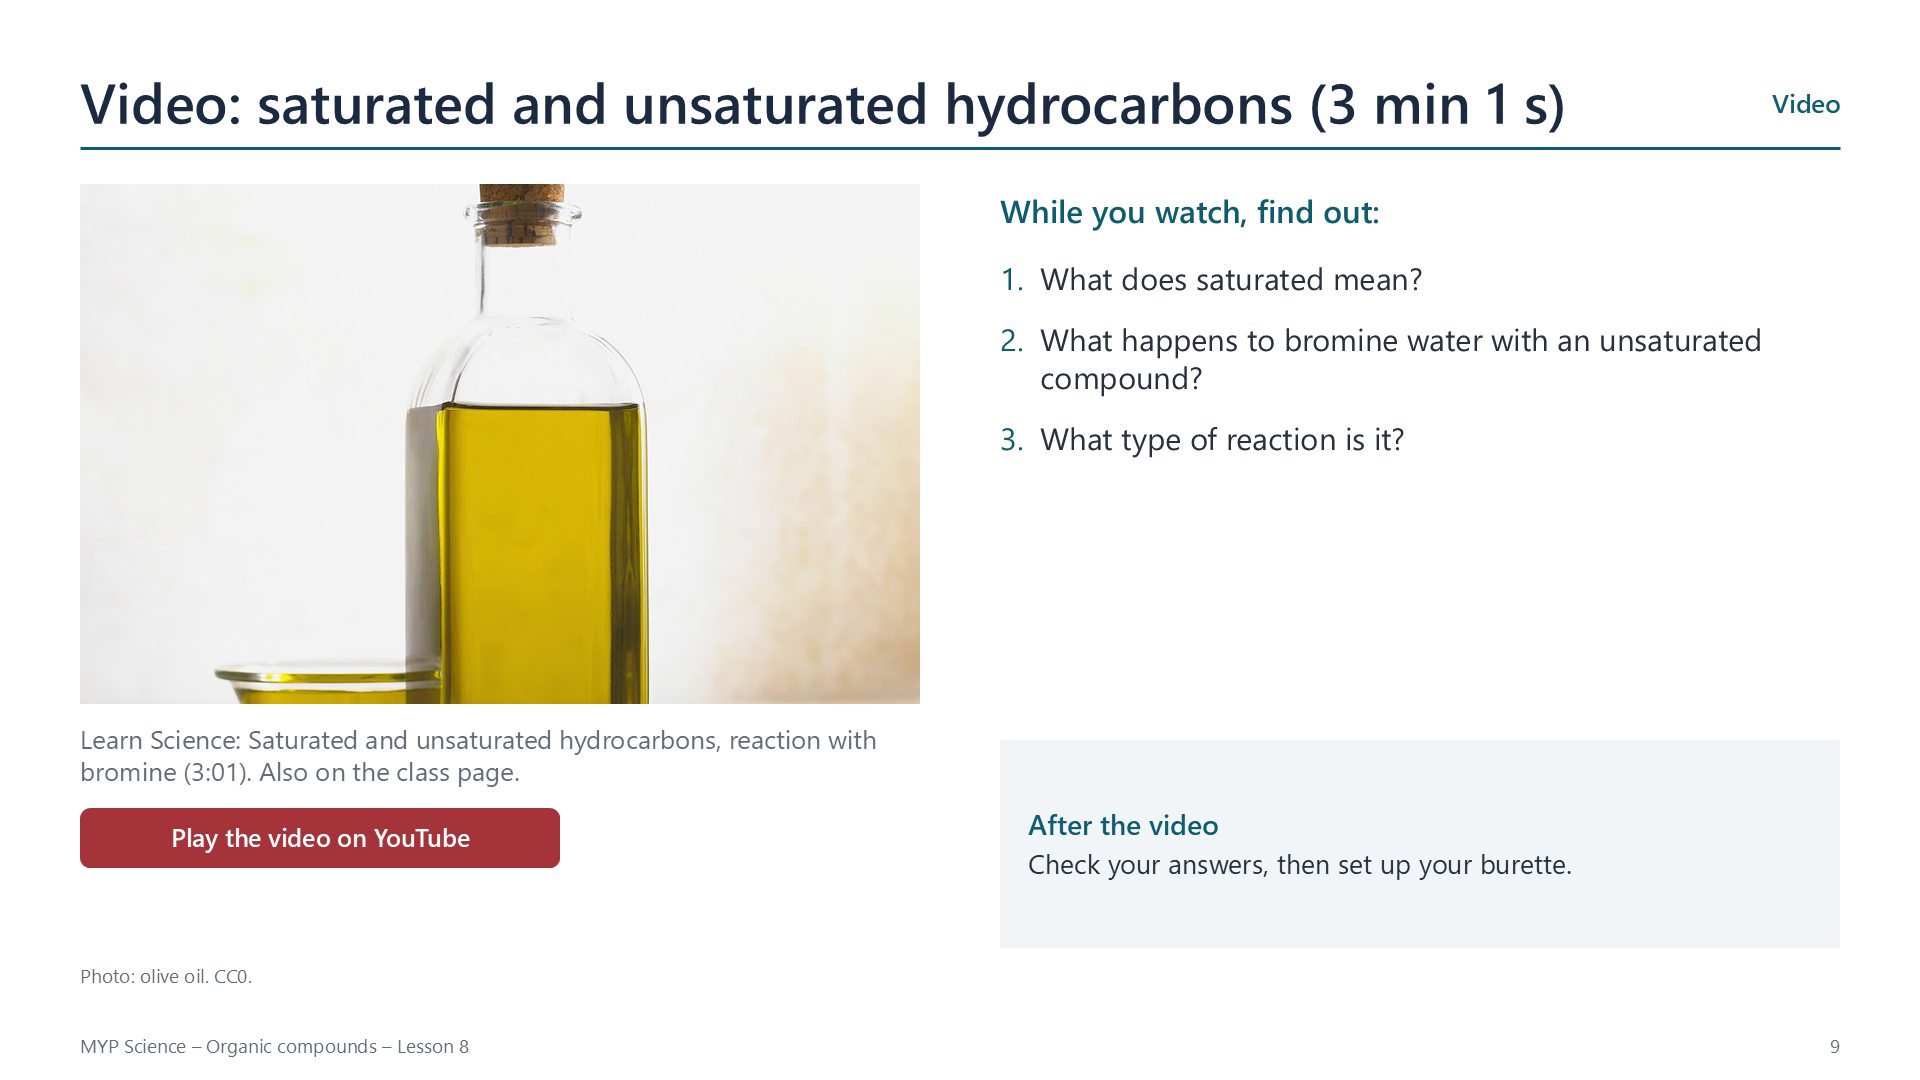 Video: saturated and unsaturated hydrocarbons (3 min 1 s)
Video
While you watch, find out:
1. What does saturated mean?
2. What happens to bromine water with an unsaturated
compound?
3. What type of reaction is it?
Learn Science: Saturated and unsaturated hydrocarbons, reaction with
bromine (3:01). Also on the class page.
Play the video on YouTube
After the video
Check your answers, then set up your burette.
Photo: olive oil. CC0.
MYP Science – Organic compounds – Lesson 8
9